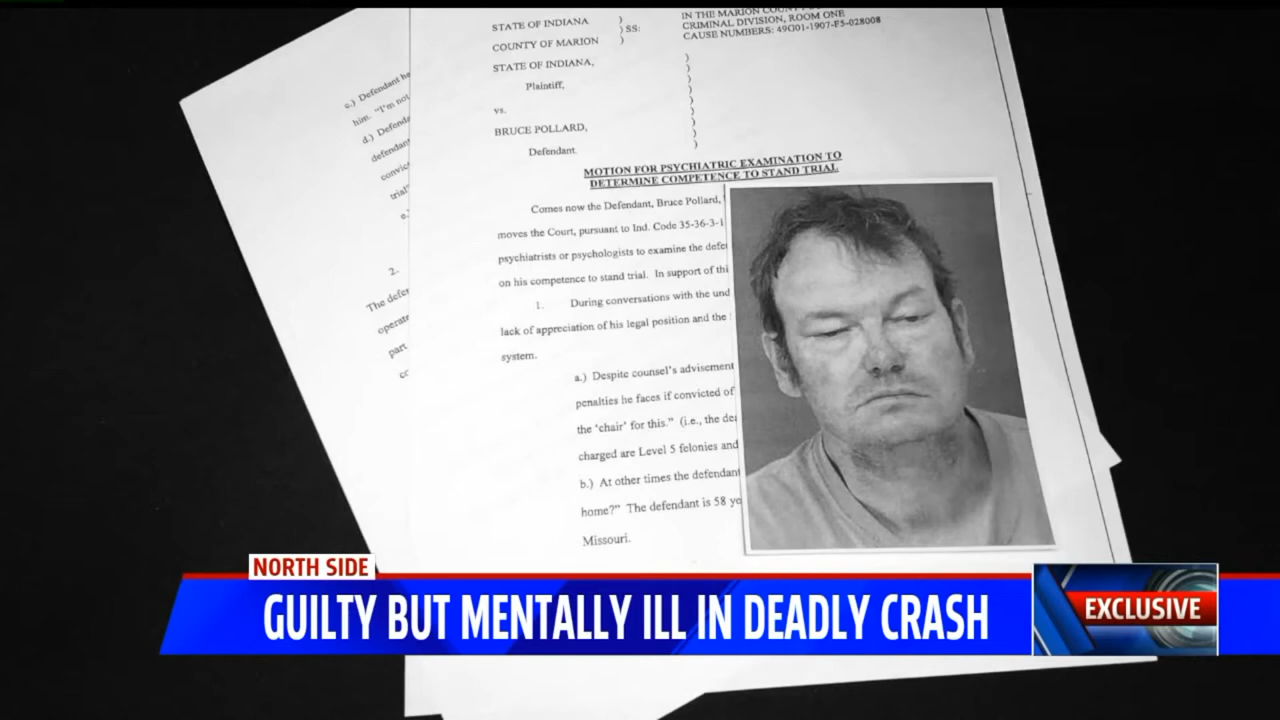 c.) Defendant ha
him. "I'm not
d.) Defenda
defendant
convic
trial"
e.
2.
The defen
operate
part
co
STATE OF INDIANA )
) SS:
COUNTY OF MARION )
IN THE MARION COUNTY
CRIMINAL DIVISION, ROOM ONE
CAUSE NUMBERS: 49G01-1907-F5-028008
STATE OF INDIANA, )
Plaintiff, )
vs. )
BRUCE POLLARD, )
Defendant. )
MOTION FOR PSYCHIATRIC EXAMINATION TO
DETERMINE COMPETENCE TO STAND TRIAL
Comes now the Defendant, Bruce Pollard,
moves the Court, pursuant to Ind. Code 35-36-3-1
psychiatrists or psychologists to examine the defe
on his competence to stand trial. In support of thi
1. During conversations with the und
lack of appreciation of his legal position and the
system.
a.) Despite counsel's advisement
penalties he faces if convicted of
the 'chair' for this." (i.e., the de
charged are Level 5 felonies and
b.) At other times the defendant
home?" The defendant is 58 ye
Missouri.
NORTH SIDE
GUILTY BUT MENTALLY ILL IN DEADLY CRASH
EXCLUSIVE